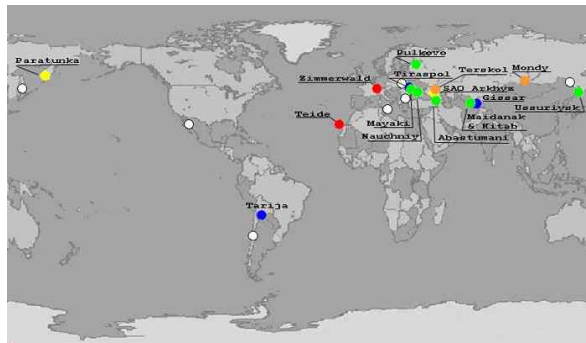 Pulkovo
Paratunka
Tiraspol
Terskol
Mondy
Zimmerwald
SAO Arkhyz
Gissar
Ussuriysk
Teide
Mayaki
Maidanak
& Kitab
Nauchniy
Abastumani
Tarija